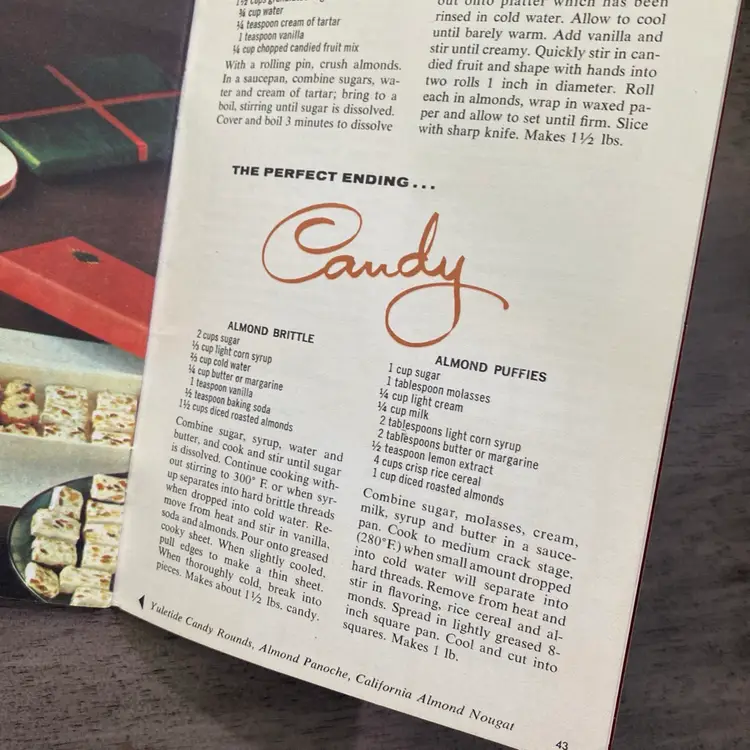 ¾ cup water
¼ teaspoon cream of tartar
1 teaspoon vanilla
¼ cup chopped candied fruit mix
With a rolling pin, crush almonds.
In a saucepan, combine sugars, wa-
ter and cream of tartar; bring to a
boil, stirring until sugar is dissolved.
Cover and boil 3 minutes to dissolve
out onto platter which has been
rinsed in cold water. Allow to cool
until barely warm. Add vanilla and
stir until creamy. Quickly stir in can-
died fruit and shape with hands into
two rolls 1 inch in diameter. Roll
each in almonds, wrap in waxed pa-
per and allow to set until firm. Slice
with sharp knife. Makes 1½ lbs.
THE PERFECT ENDING...
Candy
ALMOND BRITTLE
2 cups sugar
⅓ cup light corn syrup
⅔ cup cold water
¼ cup butter or margarine
1 teaspoon vanilla
½ teaspoon baking soda
1½ cups diced roasted almonds
Combine sugar, syrup, water and
butter, and cook and stir until sugar
is dissolved. Continue cooking with-
out stirring to 300° F. or when syr-
up separates into hard brittle threads
when dropped into cold water. Re-
move from heat and stir in vanilla,
soda and almonds. Pour onto greased
cooky sheet. When slightly cooled,
pull edges to make a thin sheet.
When thoroughly cold, break into
pieces. Makes about 1½ lbs. candy.
ALMOND PUFFIES
1 cup sugar
1 tablespoon molasses
¼ cup light cream
¼ cup milk
2 tablespoons light corn syrup
2 tablespoons butter or margarine
½ teaspoon lemon extract
4 cups crisp rice cereal
1 cup diced roasted almonds
Combine sugar, molasses, cream,
milk, syrup and butter in a sauce-
pan. Cook to medium crack stage.
(280°F.) when small amount dropped
into cold water will separate into
hard threads. Remove from heat and
stir in flavoring, rice cereal and al-
monds. Spread in lightly greased 8-
inch square pan. Cool and cut into
squares. Makes 1 lb.
Yuletide Candy Rounds, Almond Panoche, California Almond Nougat
43